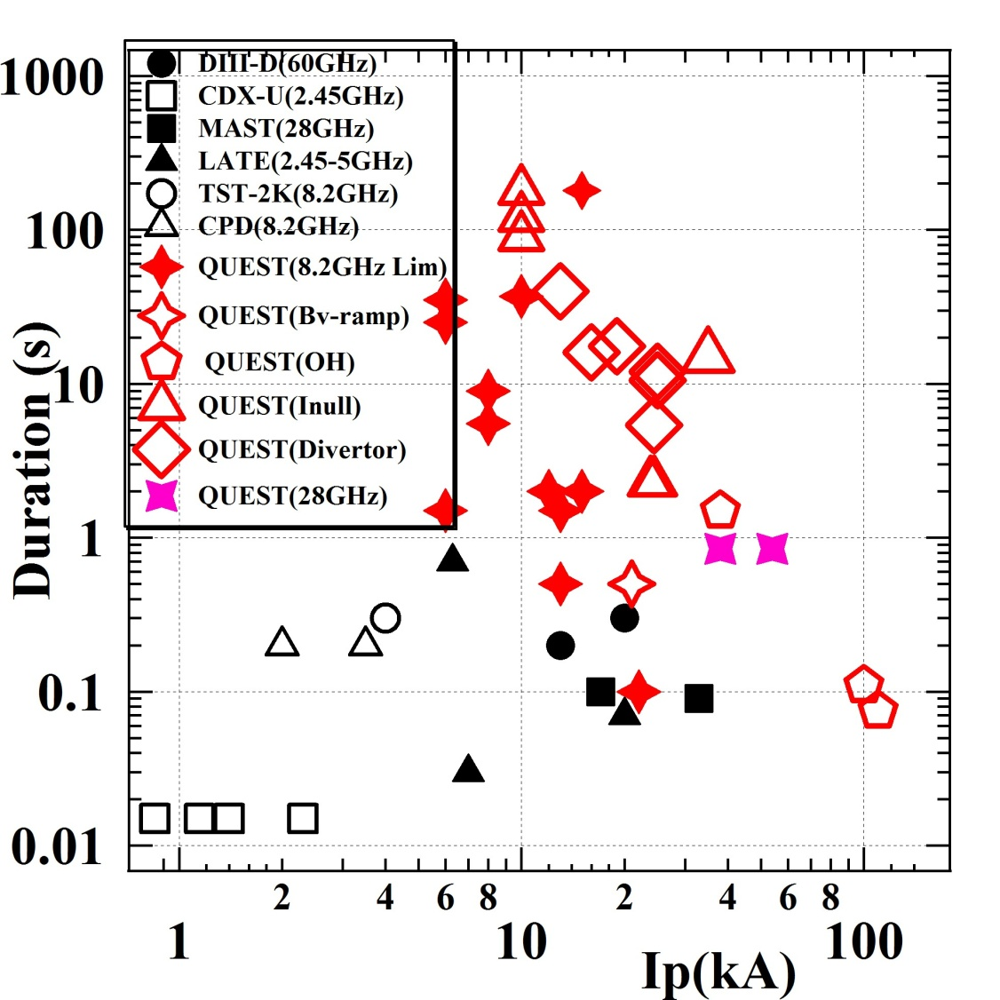 1000
100
10
1
0.1
0.01
Duration (s)
DIII-D(60GHz)
CDX-U(2.45GHz)
MAST(28GHz)
LATE(2.45-5GHz)
TST-2K(8.2GHz)
CPD(8.2GHz)
QUEST(8.2GHz Lim)
QUEST(Bv-ramp)
QUEST(OH)
QUEST(Inull)
QUEST(Divertor)
QUEST(28GHz)
2 4 6 8 2 4 6 8
1 10 100
Ip(kA)